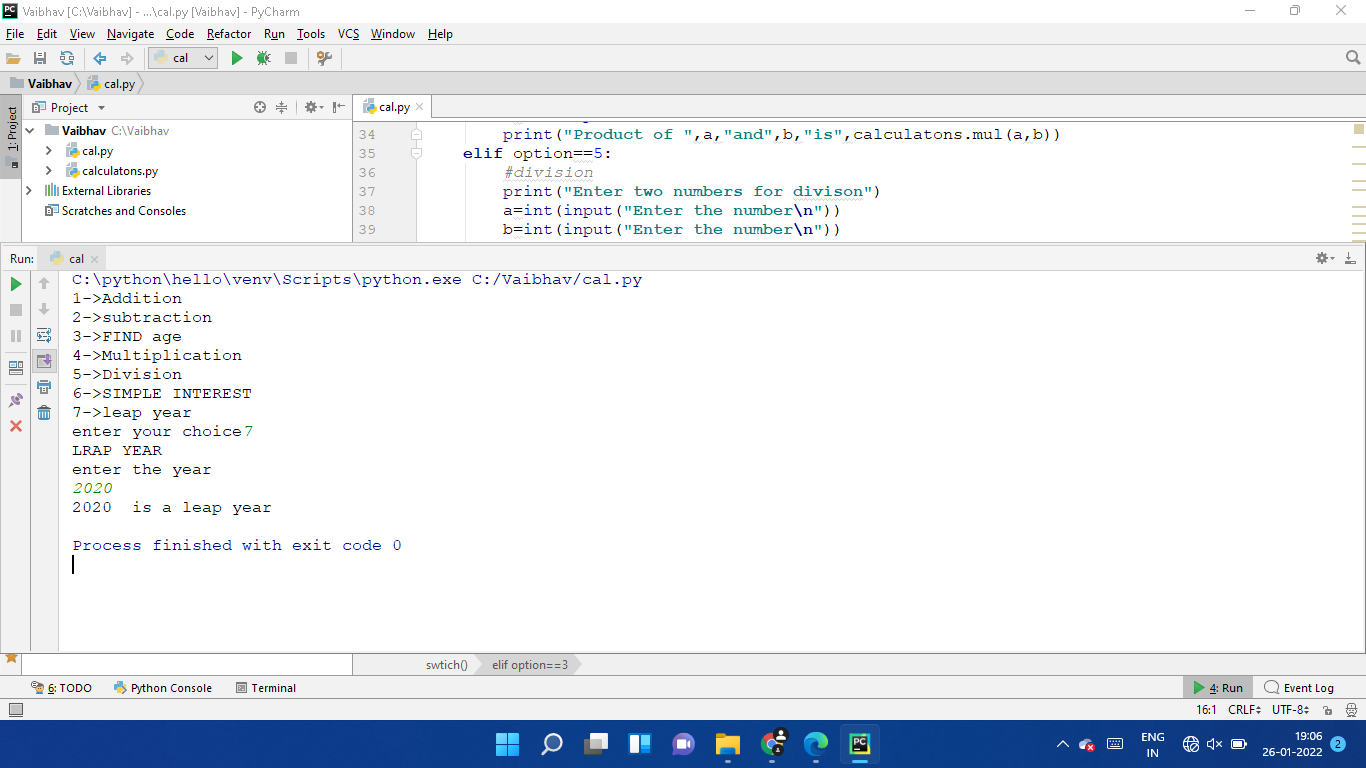 Vaibhav [C:\Vaibhav] - ...\cal.py [Vaibhav] - PyCharm
File Edit View Navigate Code Refactor Run Tools VCS Window Help
cal
Vaibhav cal.py
1: Project
Project
Vaibhav C:\Vaibhav
cal.py
calculatons.py
External Libraries
Scratches and Consoles
cal.py
34 print("Product of ",a,"and",b,"is",calculatons.mul(a,b))
35 elif option==5:
36 #division
37 print("Enter two numbers for divison")
38 a=int(input("Enter the number\n"))
39 b=int(input("Enter the number\n"))
Run: cal
C:\python\hello\venv\Scripts\python.exe C:/Vaibhav/cal.py
1->Addition
2->subtraction
3->FIND age
4->Multiplication
5->Division
6->SIMPLE INTEREST
7->leap year
enter your choice7
LRAP YEAR
enter the year
2020
2020  is a leap year
Process finished with exit code 0
swtich() elif option==3
6: TODO Python Console Terminal 4: Run Event Log
16:1 CRLF UTF-8
ENG
IN
19:06
26-01-2022
2